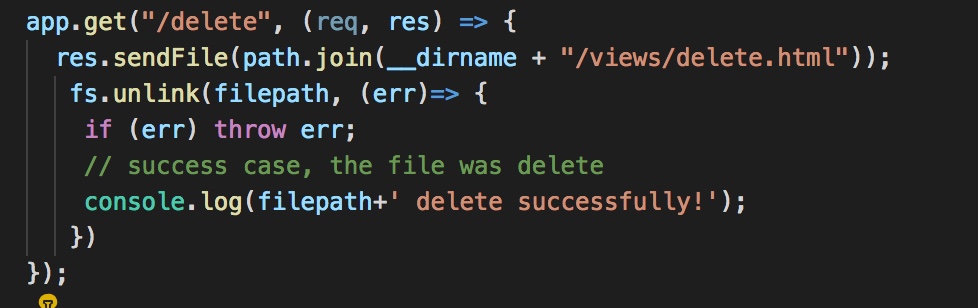 app.get("/delete", (req, res) => {
  res.sendFile(path.join(__dirname + "/views/delete.html"));
   fs.unlink(filepath, (err)=> {
    if (err) throw err;
    // success case, the file was delete
    console.log(filepath+' delete successfully!');
   })
});